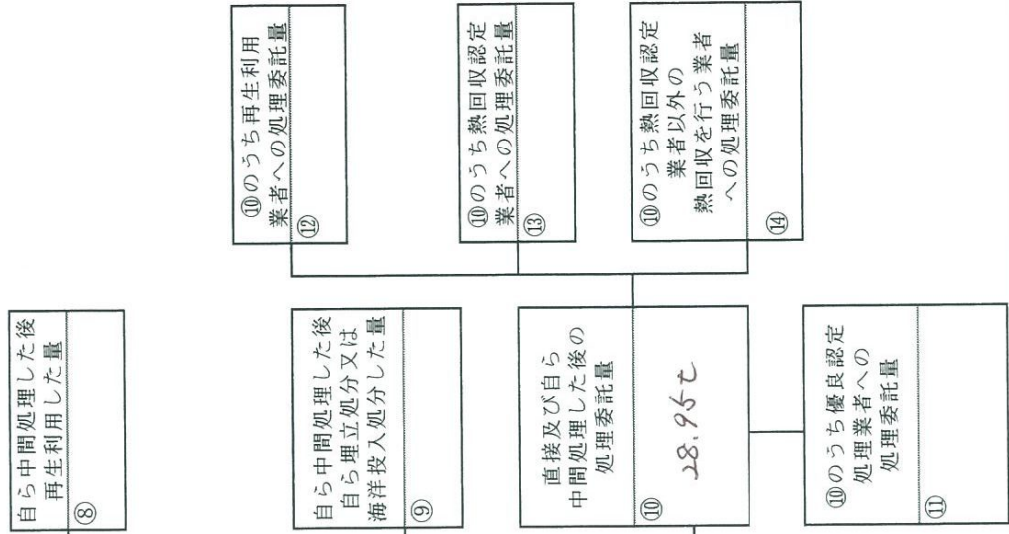 自ら中間処理した後
再生利用した量
⑧
自ら中間処理した後
自ら埋立処分又は
海洋投入処分した量
⑨
直接及び自ら
中間処理した後の
処理委託量
⑩
28.95t
⑩のうち優良認定
処理業者への
処理委託量
⑪
⑩のうち再生利用
業者への処理委託量
⑫
⑩のうち熱回収認定
業者への処理委託量
⑬
⑩のうち熱回収認定
業者以外の
熱回収を行う業者
への処理委託量
⑭